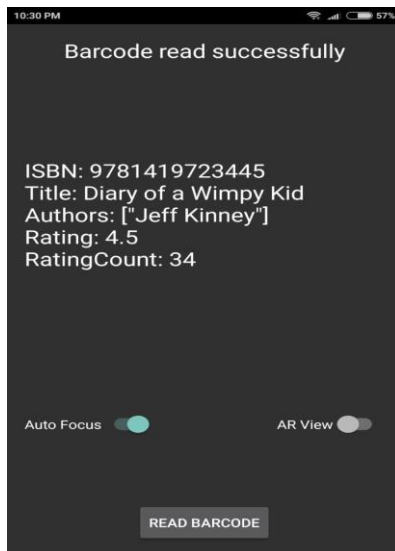 10:30 PM 57%
Barcode read successfully
ISBN: 9781419723445
Title: Diary of a Wimpy Kid
Authors: ["Jeff Kinney"]
Rating: 4.5
RatingCount: 34
Auto Focus AR View
READ BARCODE